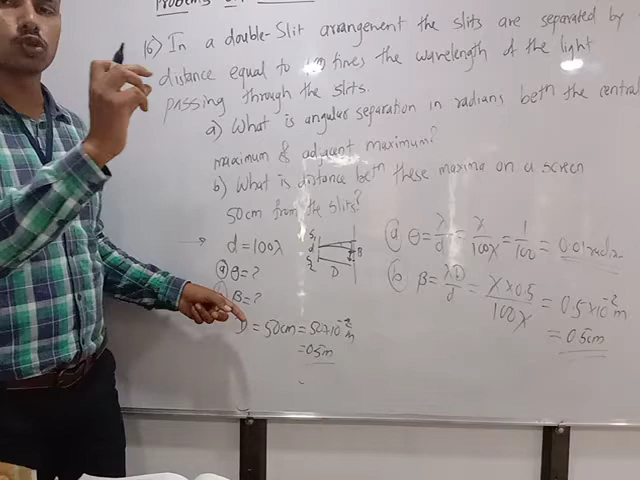 16) In a double-Slit arrangement the slits are separated by
distance equal to 100 times the wavelength of the light
passing through the slits.
a) What is angular separation in radians betn the central
maximum & adjacent maximum?
b) What is distance betn these maxima on a screen
50cm from the slits?
→ d = 100λ
ⓐ θ = ?
β = ?
D = 50cm = 50×10⁻² m
= 0.5m
S₁
d
S₂
D
β
ⓐ θ = λ/d = λ/100λ = 1/100 = 0.01 radian
ⓑ β = λD/d = λ×0.5/100λ = 0.5×10⁻² m
= 0.5cm